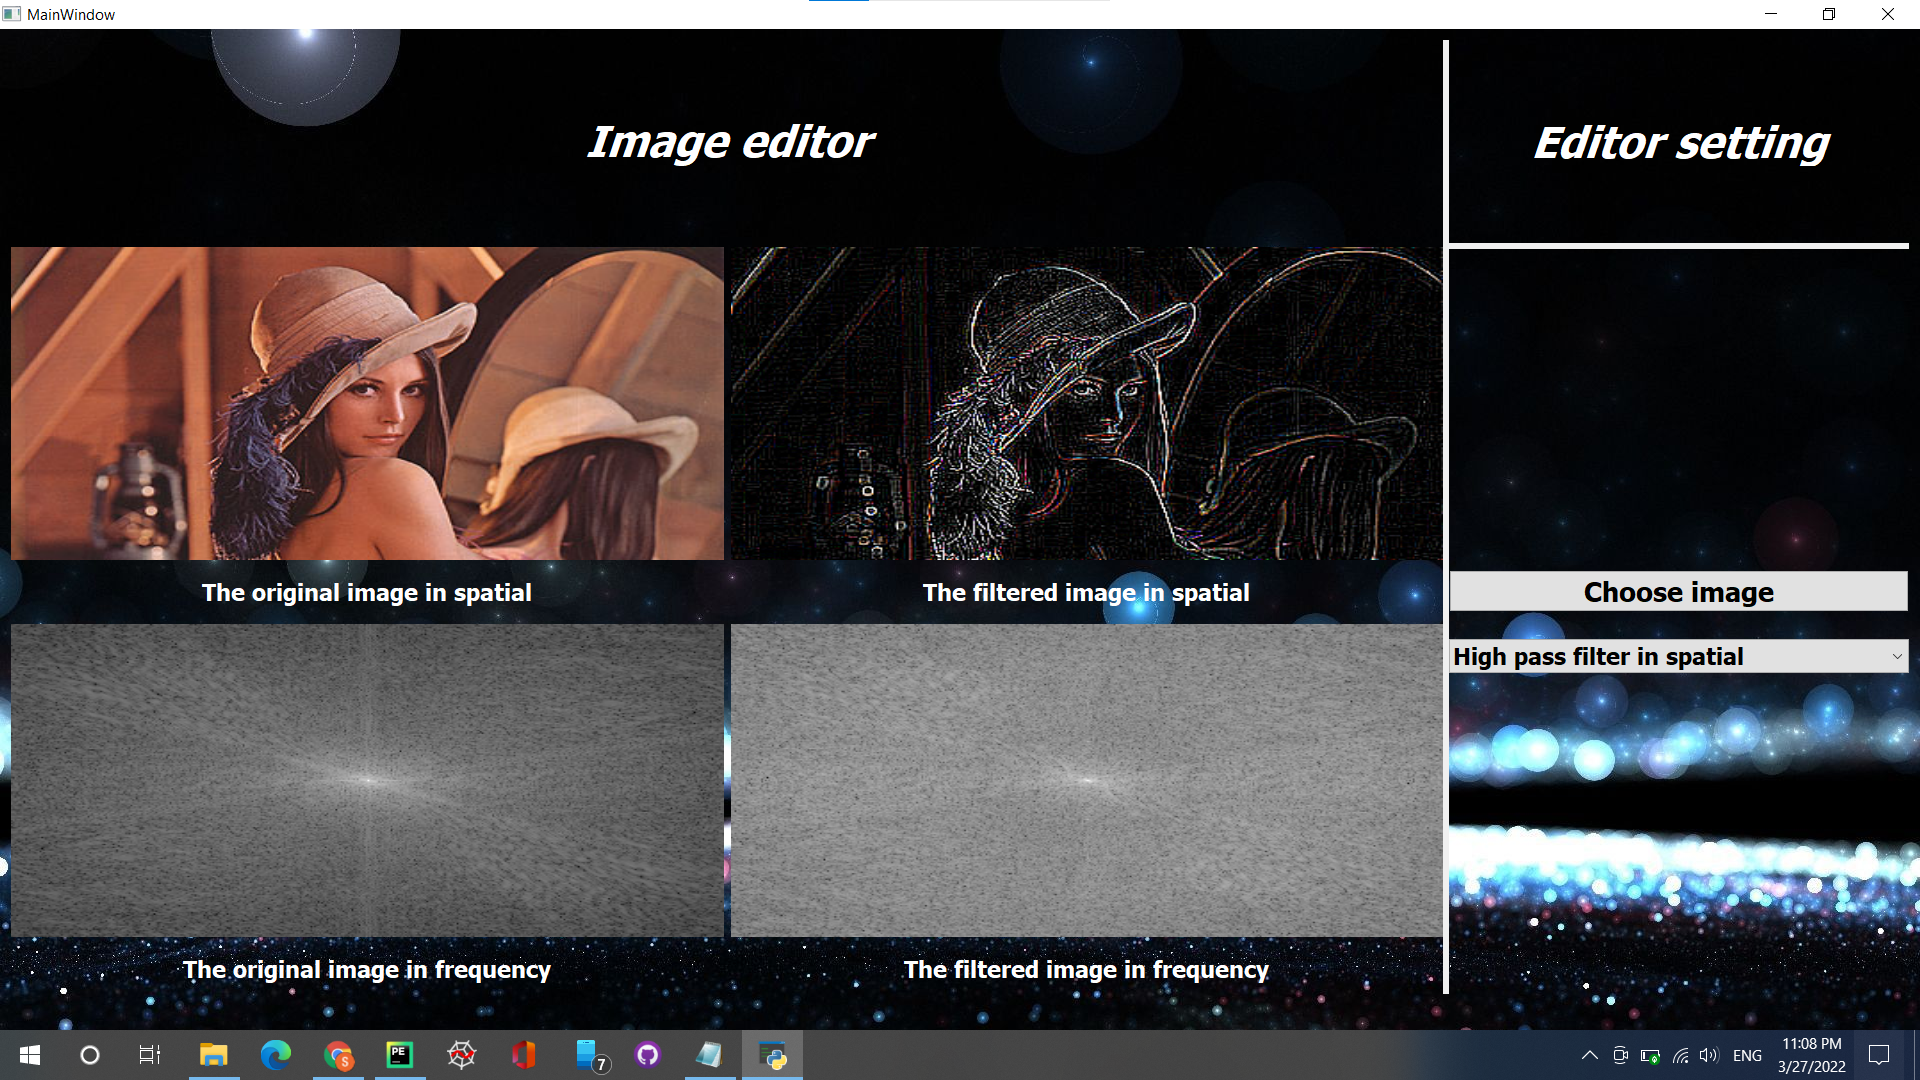 MainWindow
Image editor
Editor setting
The original image in spatial
The filtered image in spatial
Choose image
High pass filter in spatial
The original image in frequency
The filtered image in frequency
PE
S
7
ENG
11:08 PM
3/27/2022